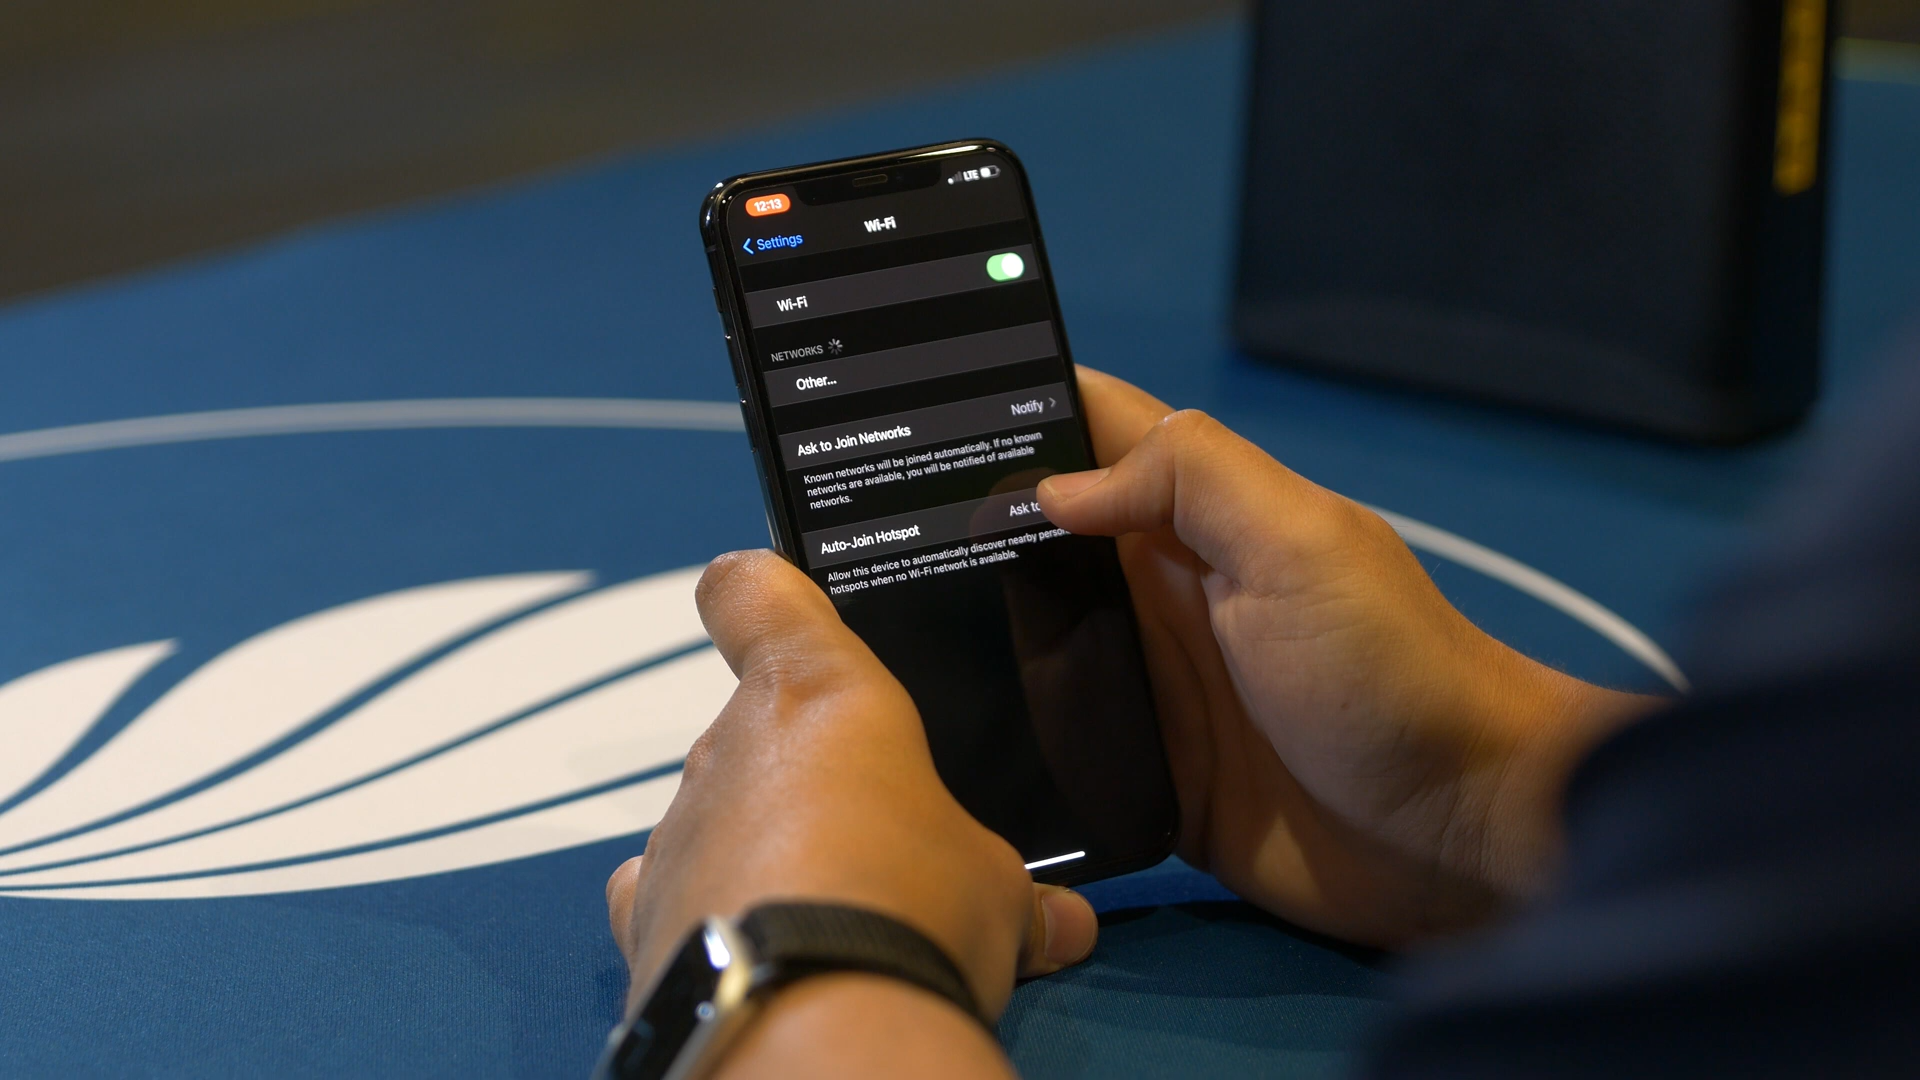 12:13
LTE
Settings
Wi-Fi
Wi-Fi
NETWORKS
Other...
Notify
Ask to Join Networks
Known networks will be joined automatically. If no known
networks are available, you will be notified of available
networks.
Ask to
Auto-Join Hotspot
Allow this device to automatically discover nearby
hotspots when no Wi-Fi network is available.